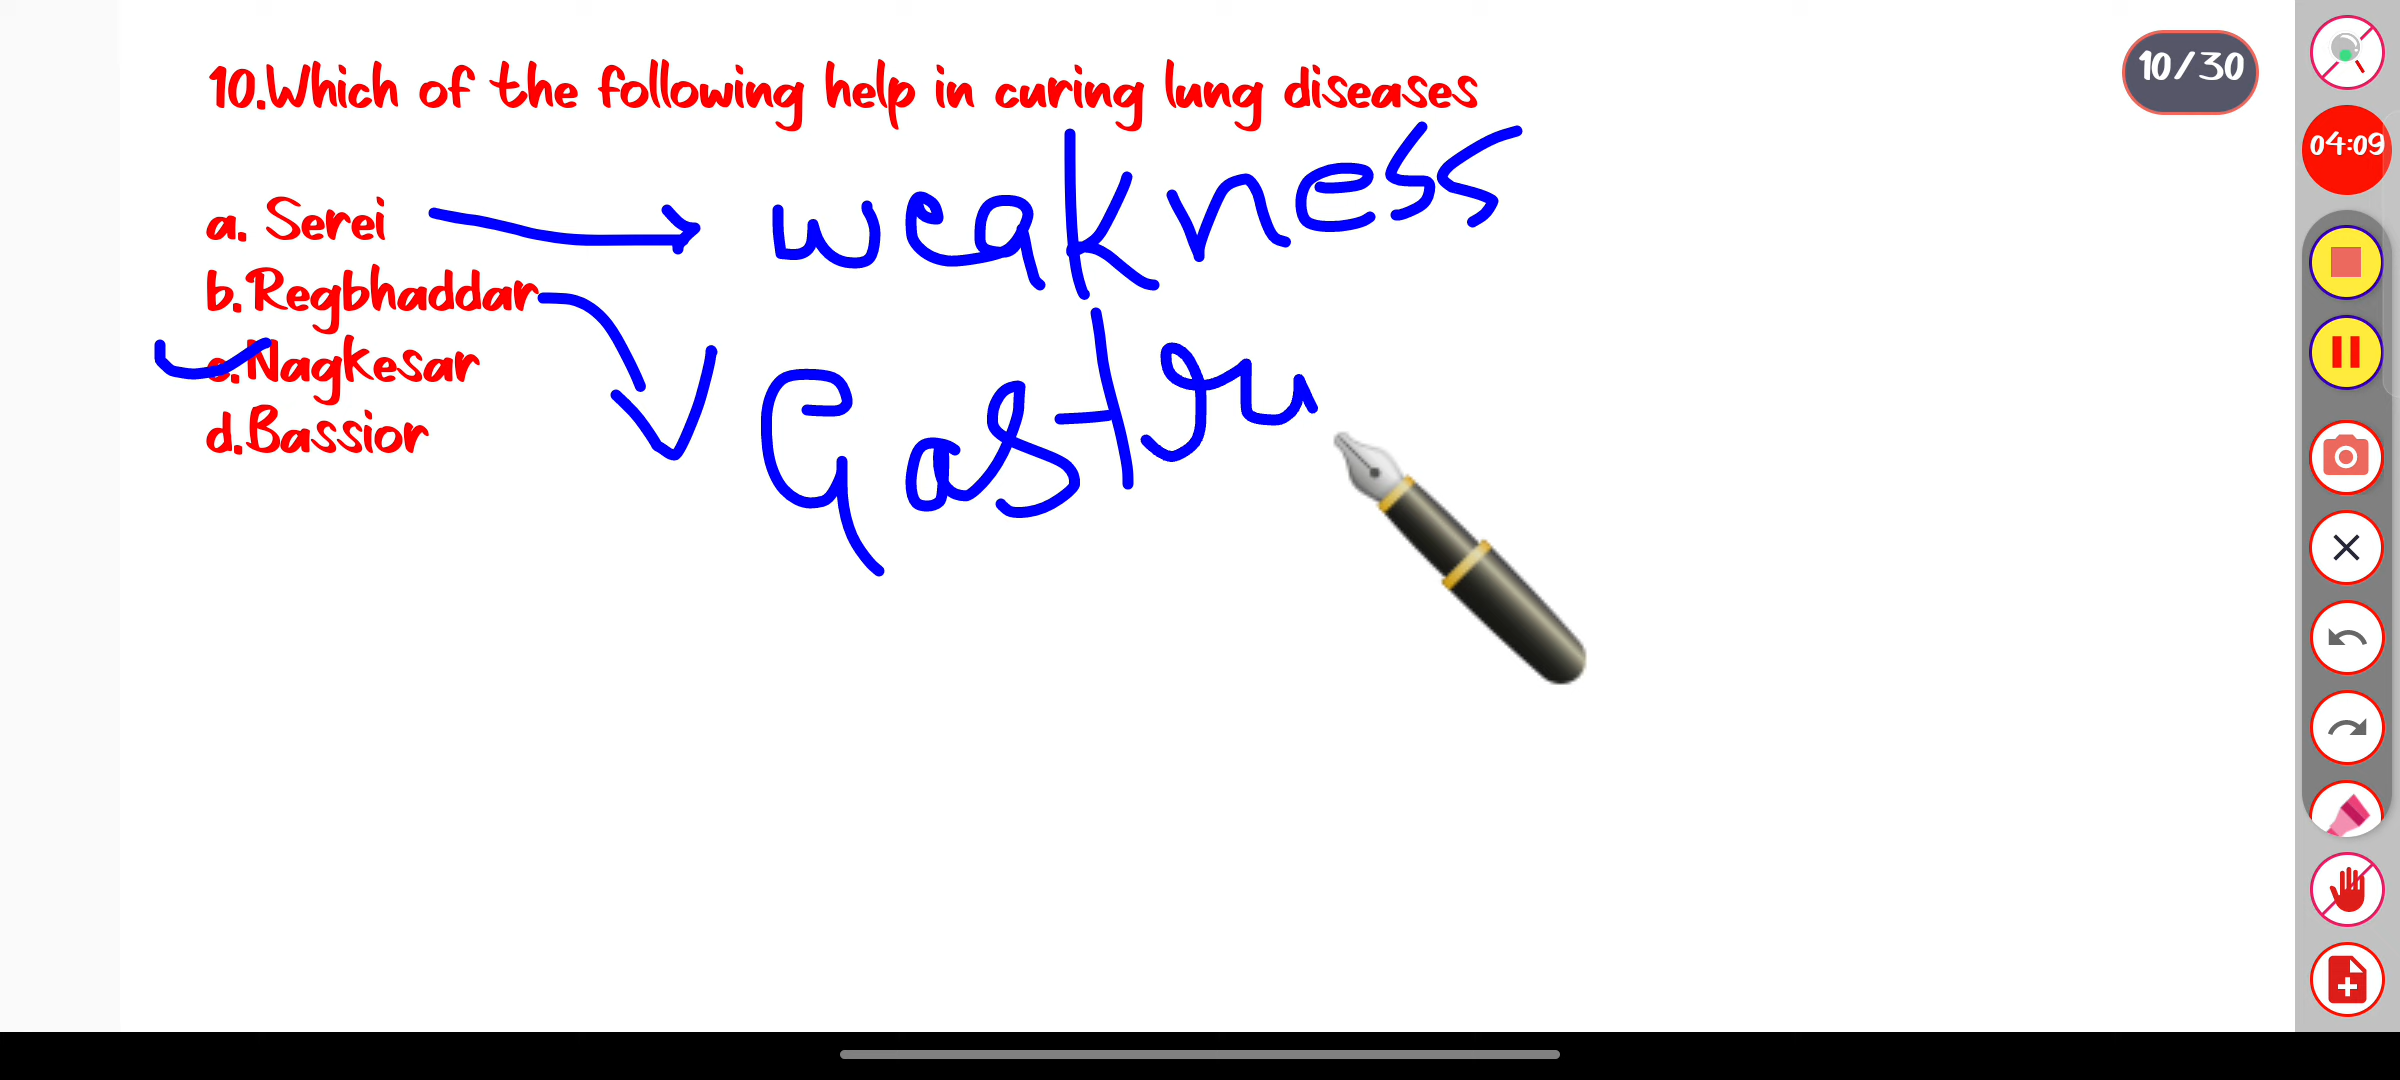 10.Which of the following help in curing lung diseases
10/30
04:09
a. Serei
weakness
b.Regbhaddar
c.Nagkesar
d.Bassior